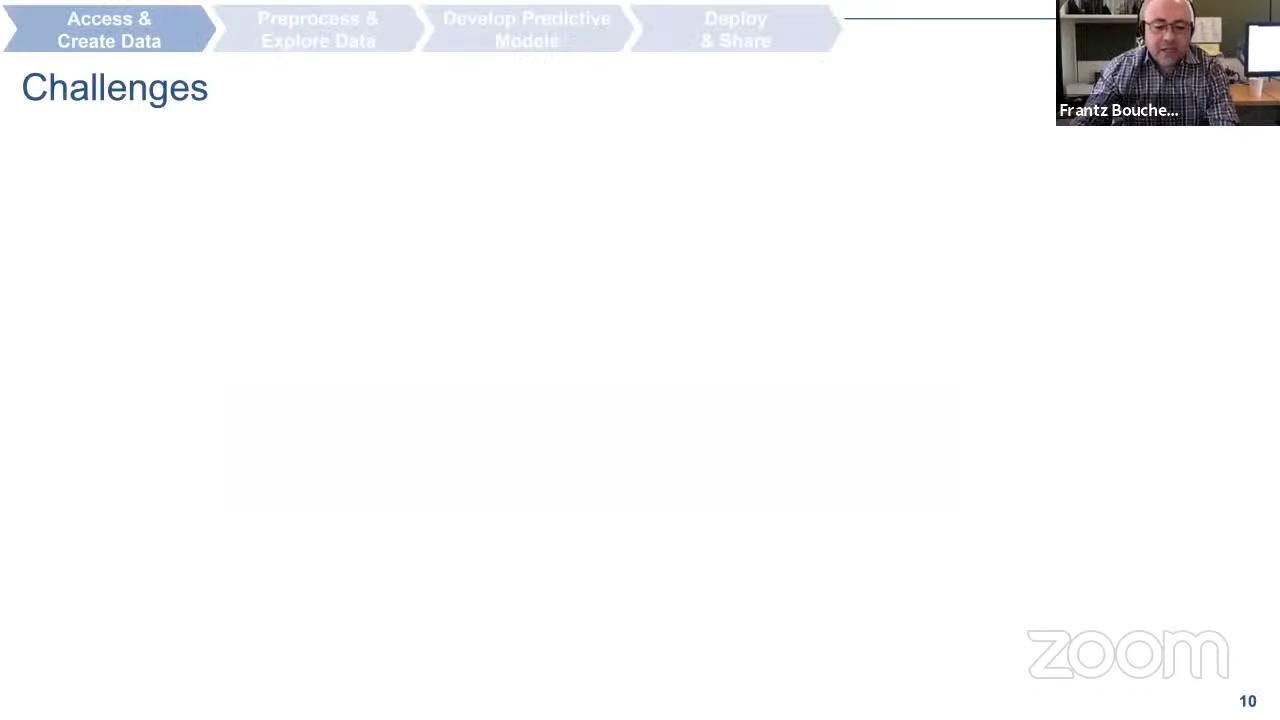 Access &
Create Data
Preprocess &
Explore Data
Develop Predictive
Models
Deploy
& Share
Challenges
Frantz Bouche...
zoom
10